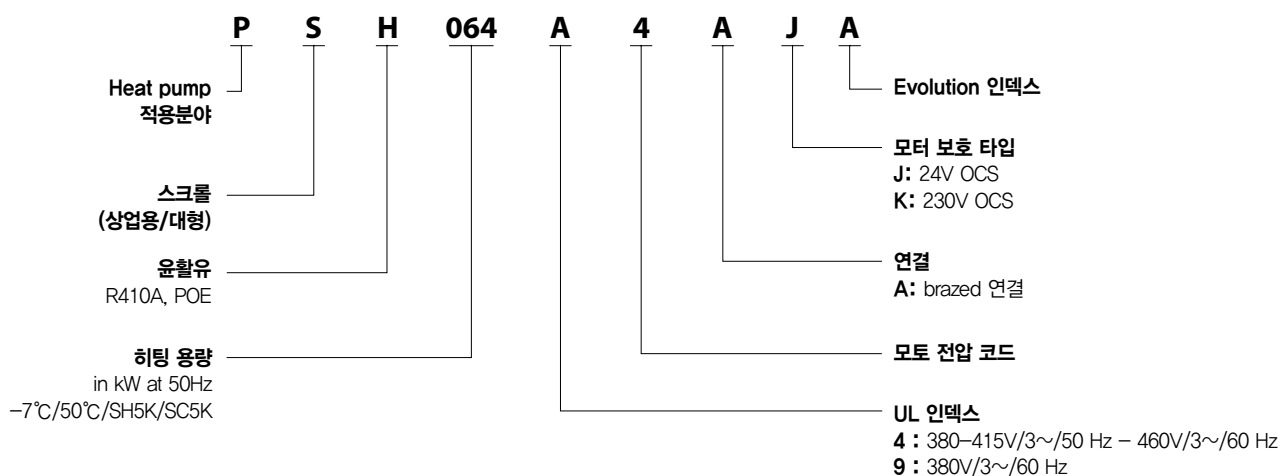 P S H 064 A 4 A J A
Heat pump
적용분야
스크롤
(상업용/대형)
윤활유
R410A, POE
히팅 용량
in kW at 50Hz
-7℃/50℃/SH5K/SC5K
Evolution 인덱스
모터 보호 타입
J: 24V OCS
K: 230V OCS
연결
A: brazed 연결
모토 전압 코드
UL 인덱스
4 : 380-415V/3~/50 Hz - 460V/3~/60 Hz
9 : 380V/3~/60 Hz